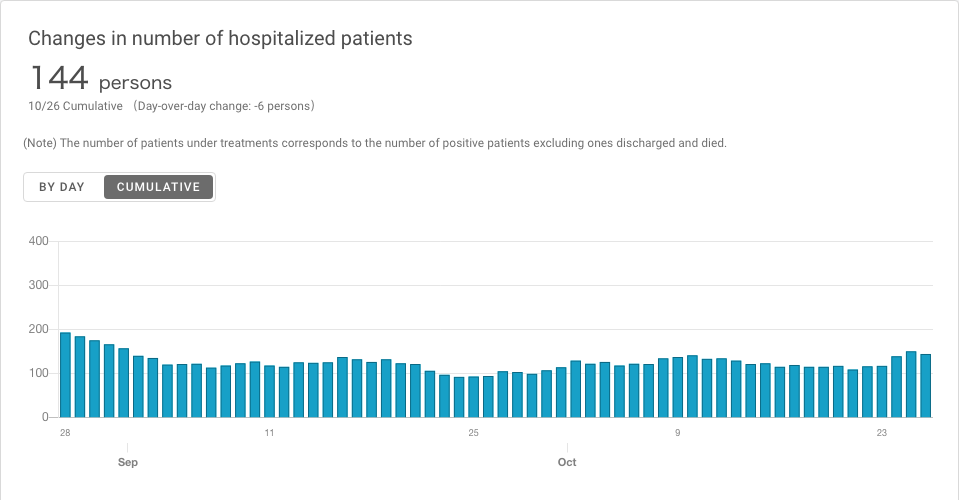 Changes in number of hospitalized patients
144 persons
10/26 Cumulative （Day-over-day change: -6 persons）
(Note) The number of patients under treatments corresponds to the number of positive patients excluding ones discharged and died.
BY DAY CUMULATIVE
400
300
200
100
0
28 11 25 9 23
Sep Oct